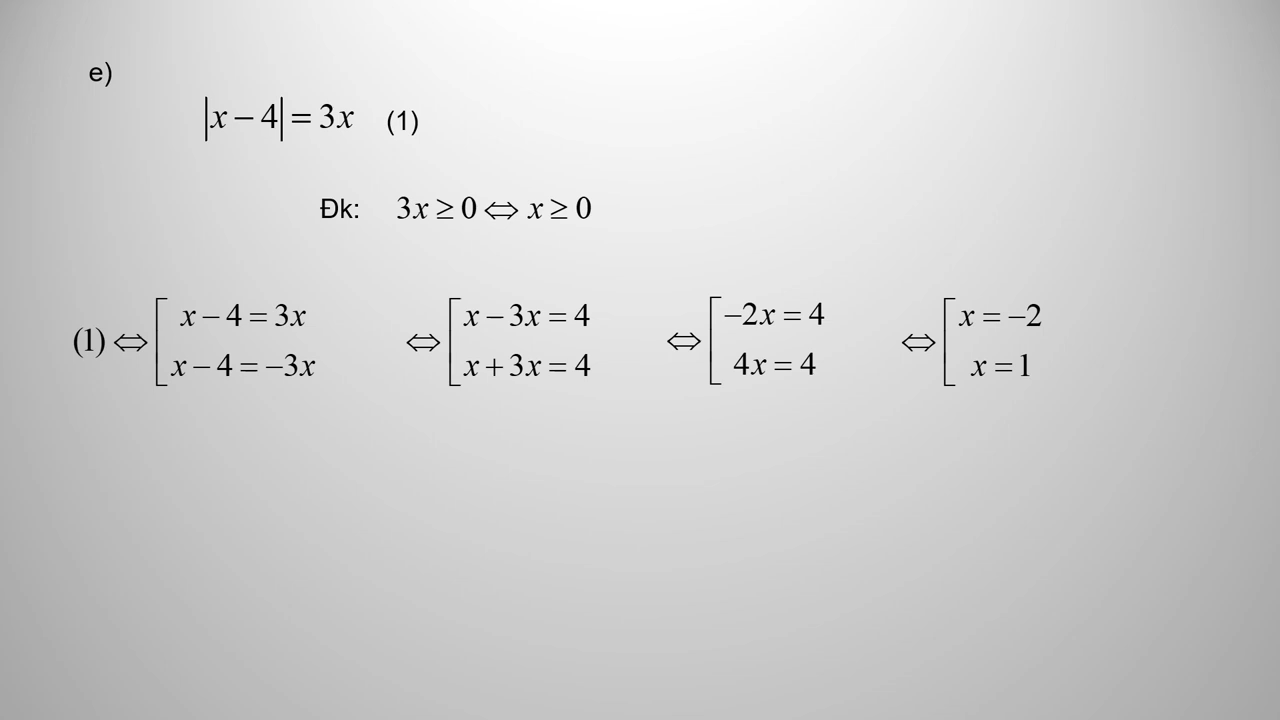 e)
|x − 4| = 3x (1)
Đk: 3x ≥ 0 ⇔ x ≥ 0
(1) ⇔ [ x − 4 = 3x ⇔ [ x − 3x = 4 ⇔ [ −2x = 4 ⇔ [ x = −2
x − 4 = −3x x + 3x = 4 4x = 4 x = 1